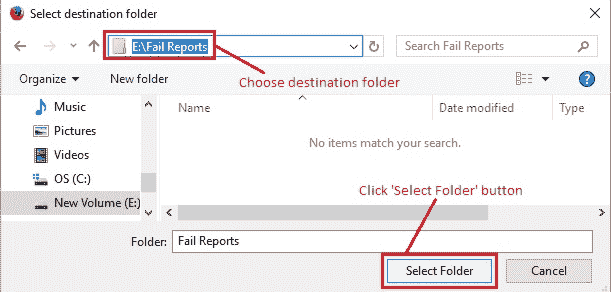 Select destination folder
E:\Fail Reports
Search Fail Reports
Organize
New folder
Choose destination folder
Music
Pictures
Videos
OS (C:)
New Volume (E:)
Name
Date modified
Type
No items match your search.
Click 'Select Folder' button
Folder:
Fail Reports
Select Folder
Cancel